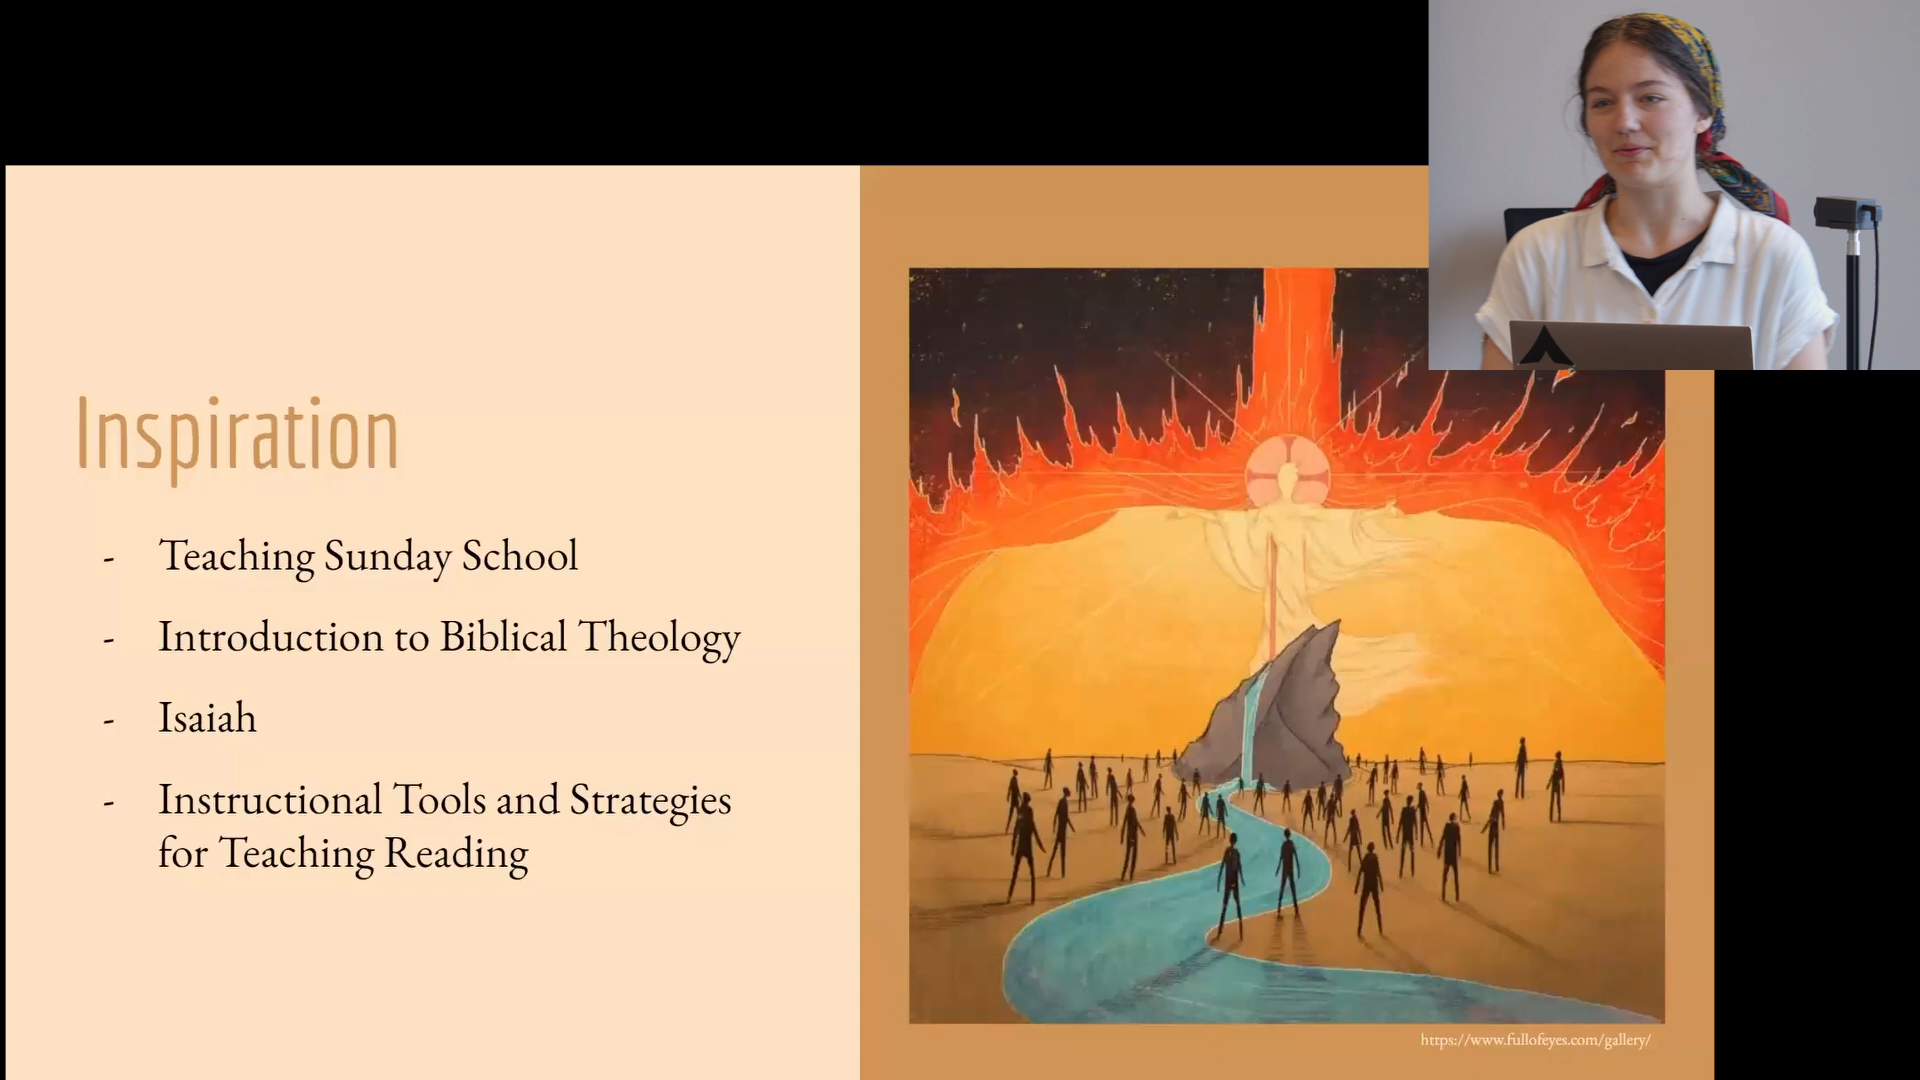 Inspiration
- Teaching Sunday School
- Introduction to Biblical Theology
- Isaiah
- Instructional Tools and Strategies
for Teaching Reading
https://www.fullofeyes.com/gallery/